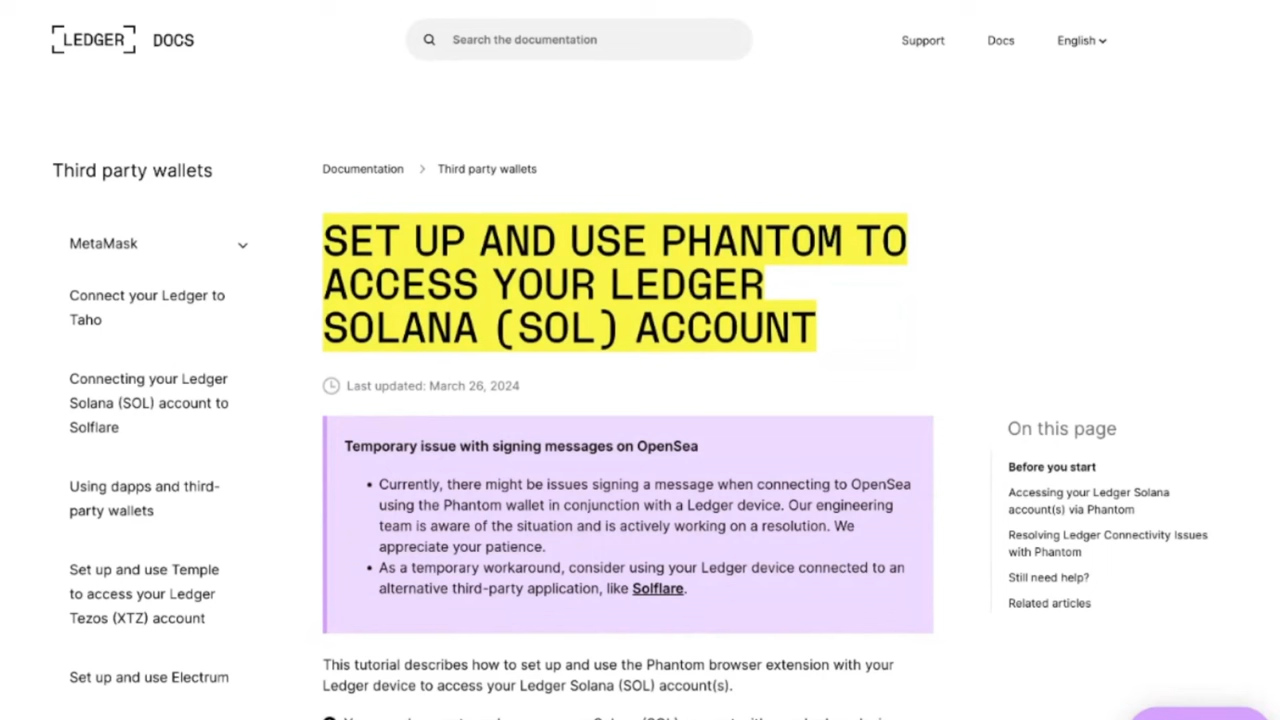 LEDGER DOCS
Search the documentation
Support
Docs
English
Third party wallets
MetaMask
Connect your Ledger to
Taho
Connecting your Ledger
Solana (SOL) account to
Solflare
Using dapps and third-
party wallets
Set up and use Temple
to access your Ledger
Tezos (XTZ) account
Set up and use Electrum
Documentation
Third party wallets
SET UP AND USE PHANTOM TO
ACCESS YOUR LEDGER
SOLANA (SOL) ACCOUNT
Last updated: March 26, 2024
Temporary issue with signing messages on OpenSea
• Currently, there might be issues signing a message when connecting to OpenSea
using the Phantom wallet in conjunction with a Ledger device. Our engineering
team is aware of the situation and is actively working on a resolution. We
appreciate your patience.
• As a temporary workaround, consider using your Ledger device connected to an
alternative third-party application, like Solflare.
This tutorial describes how to set up and use the Phantom browser extension with your
Ledger device to access your Ledger Solana (SOL) account(s).
On this page
Before you start
Accessing your Ledger Solana
account(s) via Phantom
Resolving Ledger Connectivity Issues
with Phantom
Still need help?
Related articles